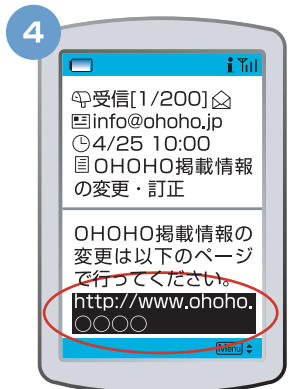 4
受信[1/200]
info@ohoho.jp
4/25 10:00
OHOHO掲載情報
の変更・訂正
OHOHO掲載情報の
変更は以下のページ
で行ってください。
http://www.ohoho.
○○○○
Menu